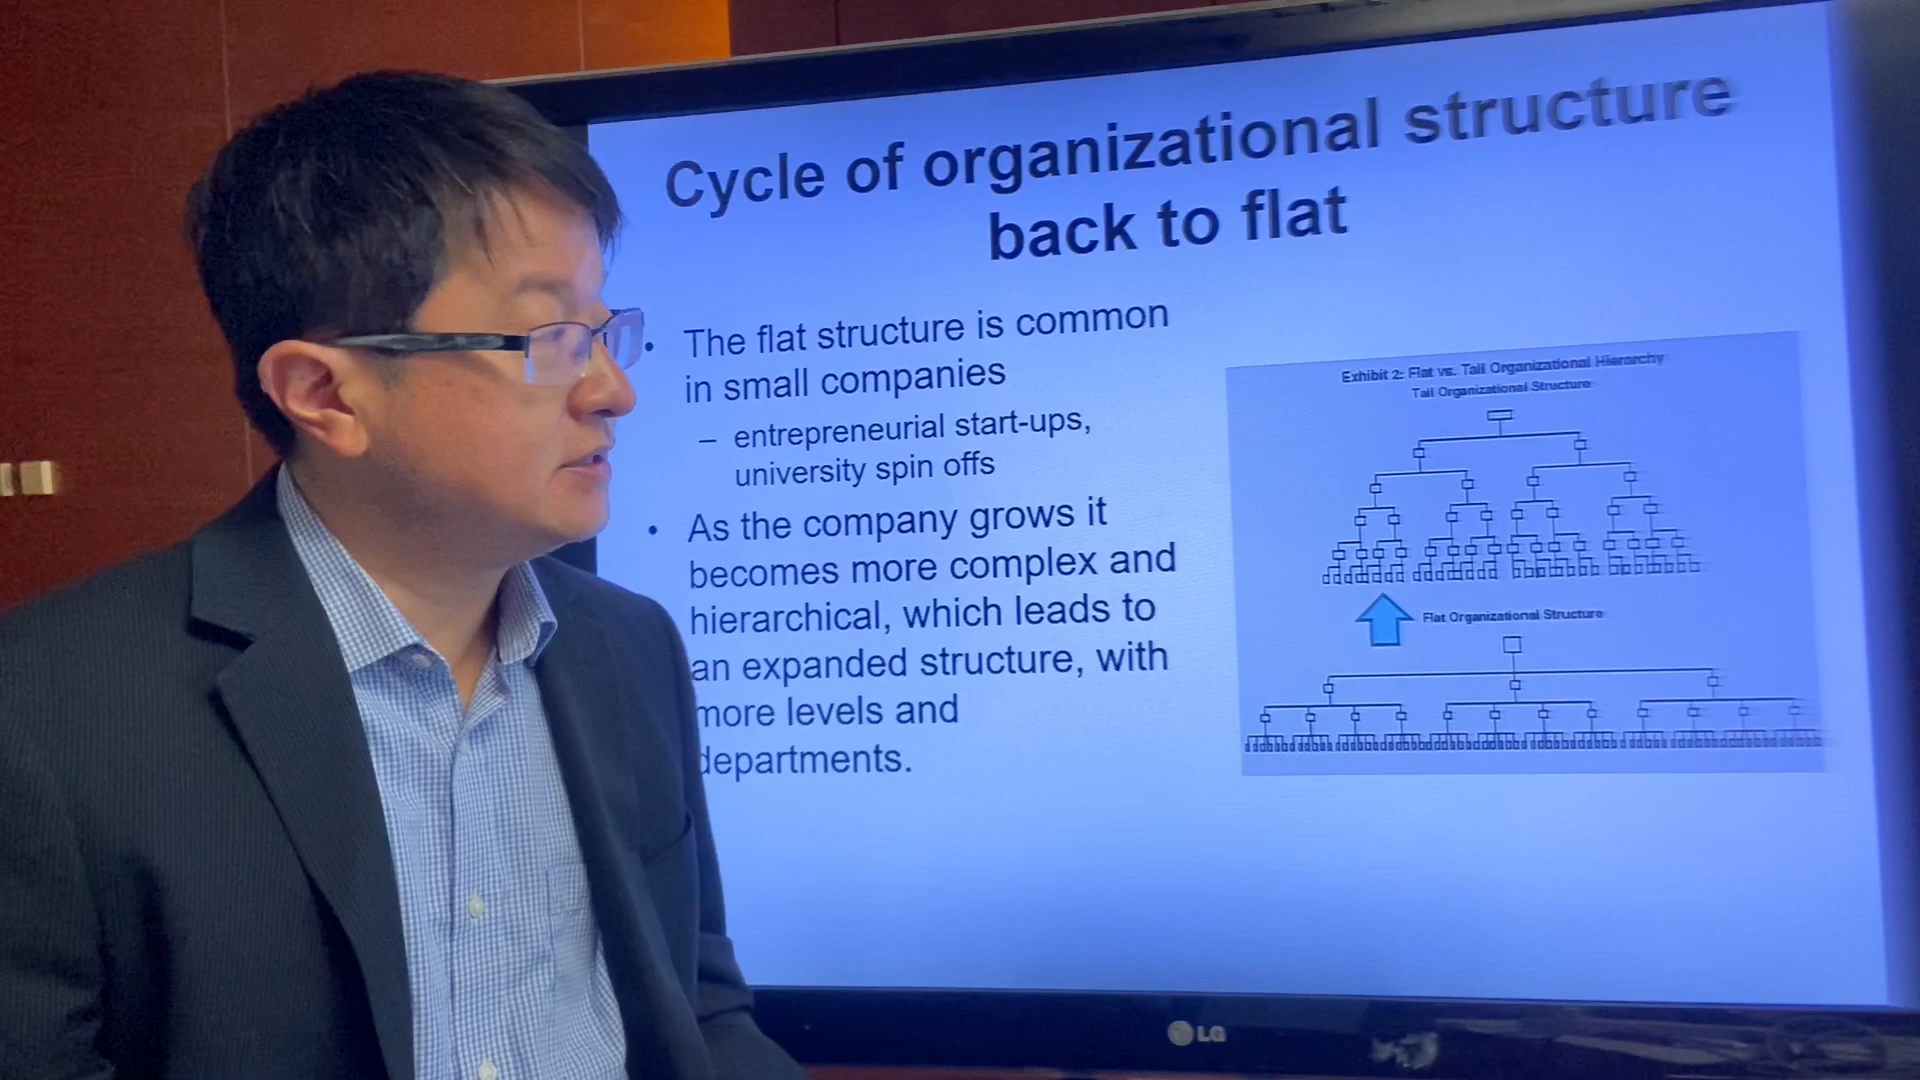 Cycle of organizational structure
back to flat
• The flat structure is common
in small companies
– entrepreneurial start-ups,
university spin offs
• As the company grows it
becomes more complex and
hierarchical, which leads to
an expanded structure, with
more levels and
departments.
Exhibit 2: Flat vs. Tall Organizational Hierarchy
Tall Organizational Structure
Flat Organizational Structure
LG